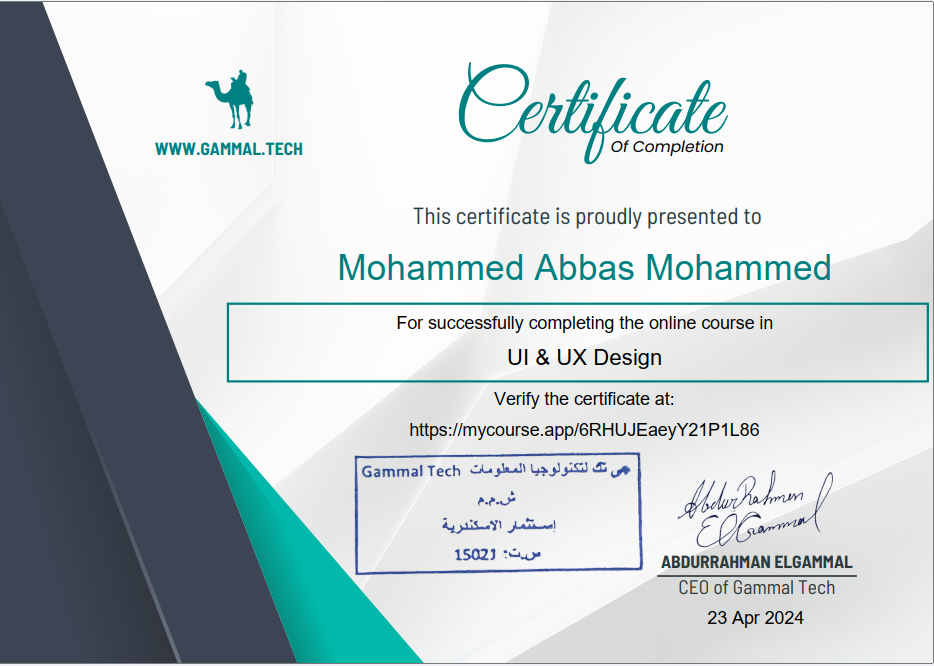 WWW.GAMMAL.TECH
Certificate
Of Completion
This certificate is proudly presented to
Mohammed Abbas Mohammed
For successfully completing the online course in
UI & UX Design
Verify the certificate at:
https://mycourse.app/6RHUJEaeyY21P1L86
تك لتكنولوجيا المعلومات Gammal Tech
ش.م.م
إستثمار الاسكندرية
س.ت: 15021
Abdur Rahman
ElGammal
ABDURRAHMAN ELGAMMAL
CEO of Gammal Tech
23 Apr 2024